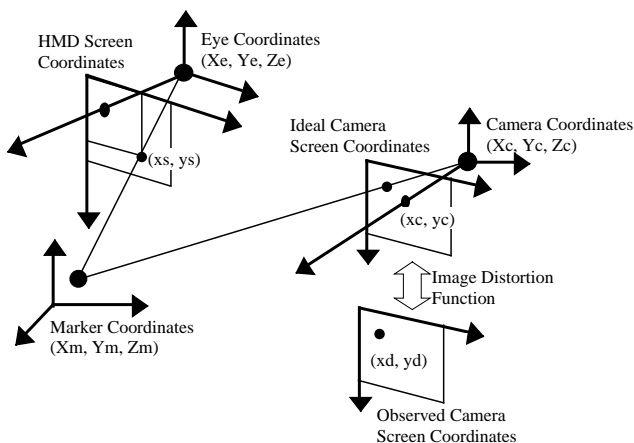 HMD Screen
Coordinates
Eye Coordinates
(Xe, Ye, Ze)
(xs, ys)
Ideal Camera
Screen Coordinates
Camera Coordinates
(Xc, Yc, Zc)
(xc, yc)
Image Distortion
Function
Marker Coordinates
(Xm, Ym, Zm)
(xd, yd)
Observed Camera
Screen Coordinates